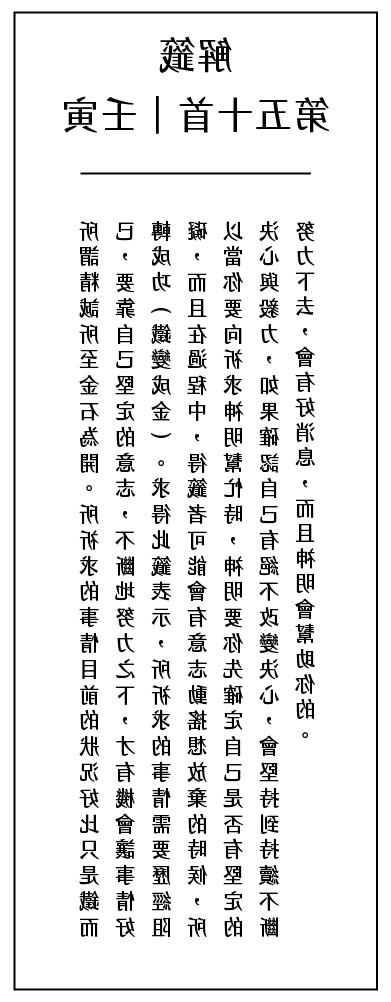 解籤
第五十首｜壬寅
所謂精誠所至金石為開。所祈求的事情目前的狀況好比只是鐵而
已，要靠自己堅定的意志，不斷地努力之下，才有機會讓事情好
轉成功（鐵變成金）。求得此籤表示，所祈求的事情需要歷經阻
礙，而且在過程中，得籤者可能會有意志動搖想放棄的時候，所
以當你要向祈求神明幫忙時，神明要你先確定自己是否有堅定的
決心與毅力，如果確認自己有絕不改變決心，會堅持到持續不斷
努力下去，會有好消息，而且神明會幫助你的。